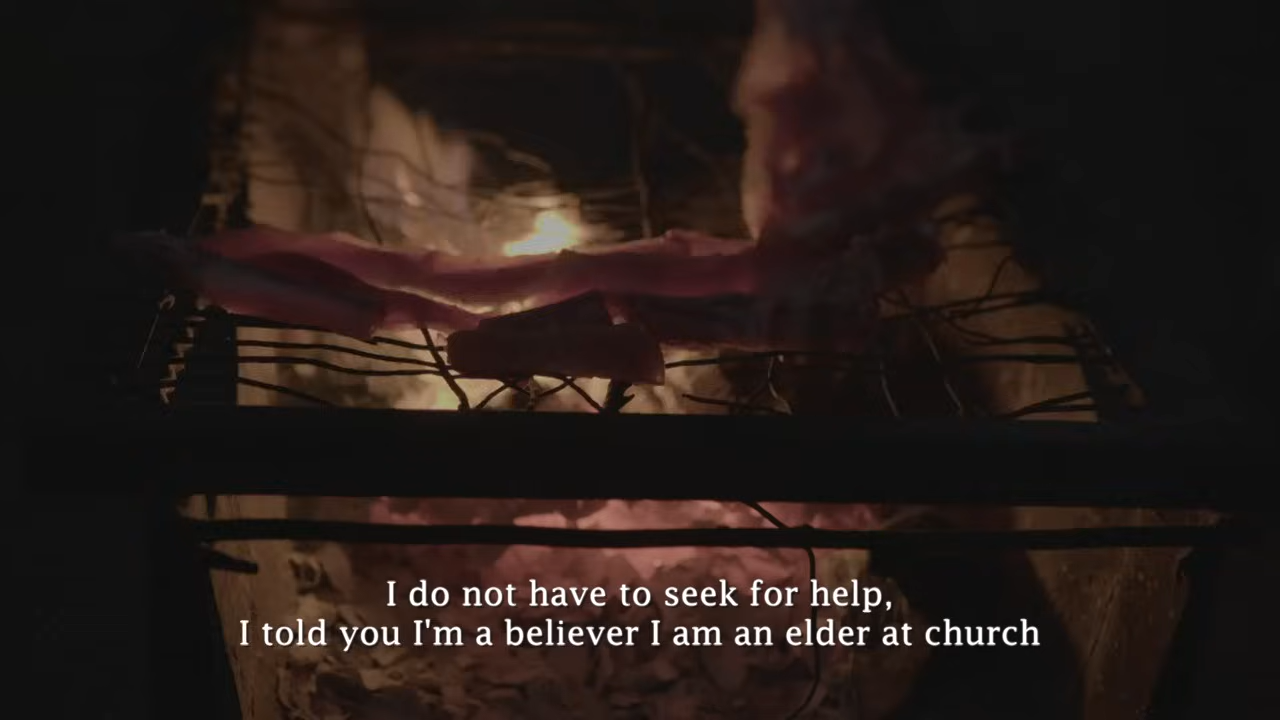 I do not have to seek for help,
I told you I'm a believer I am an elder at church